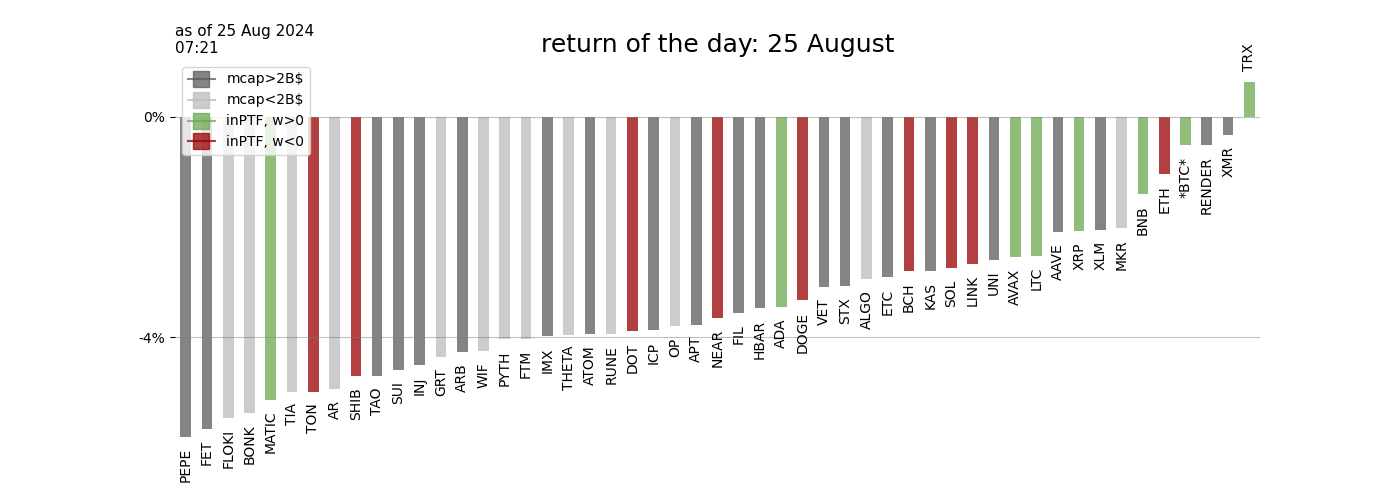 as of 25 Aug 2024
07:21
return of the day: 25 August
mcap>2B$
mcap<2B$
inPTF, w>0
inPTF, w<0
0%
-4%
PEPE
FET
FLOKI
BONK
MATIC
TIA
TON
AR
SHIB
TAO
SUI
INJ
GRT
ARB
WIF
PYTH
FTM
IMX
THETA
ATOM
RUNE
DOT
ICP
OP
APT
NEAR
FIL
HBAR
ADA
DOGE
VET
STX
ALGO
ETC
BCH
KAS
SOL
LINK
UNI
AVAX
LTC
AAVE
XRP
XLM
MKR
BNB
ETH
*BTC*
RENDER
XMR
TRX